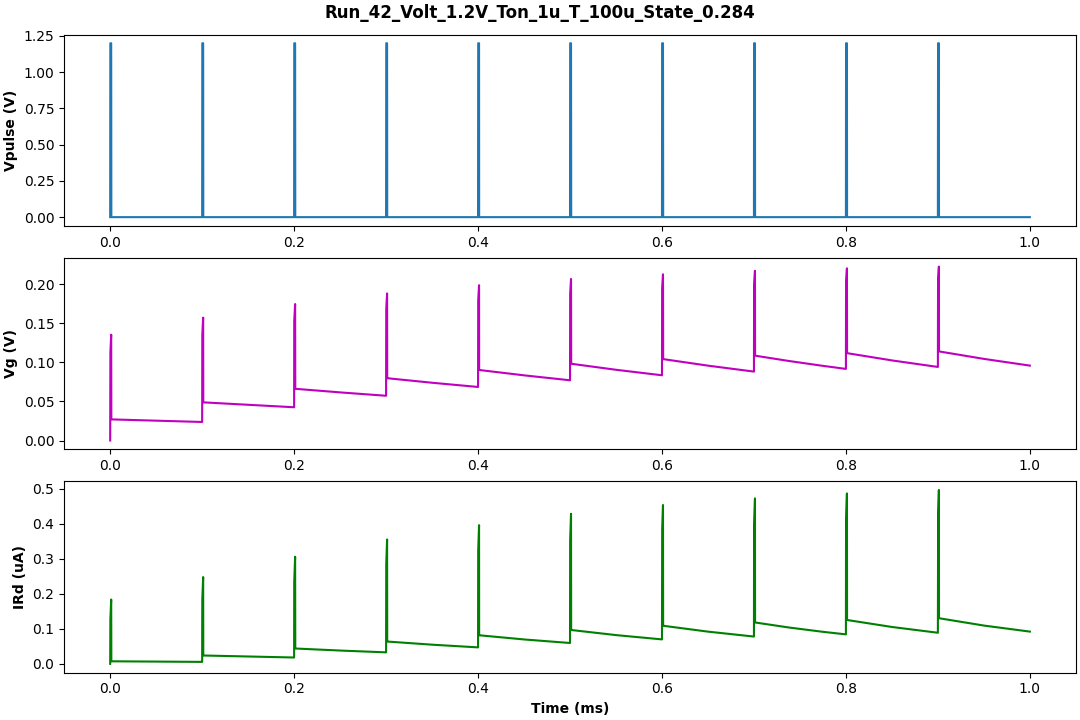 Run_42_Volt_1.2V_Ton_1u_T_100u_State_0.284
Vpulse (V)
1.25
1.00
0.75
0.50
0.25
0.00
0.0 0.2 0.4 0.6 0.8 1.0
Vg (V)
0.20
0.15
0.10
0.05
0.00
0.0 0.2 0.4 0.6 0.8 1.0
IRd (uA)
0.5
0.4
0.3
0.2
0.1
0.0
0.0 0.2 0.4 0.6 0.8 1.0
Time (ms)